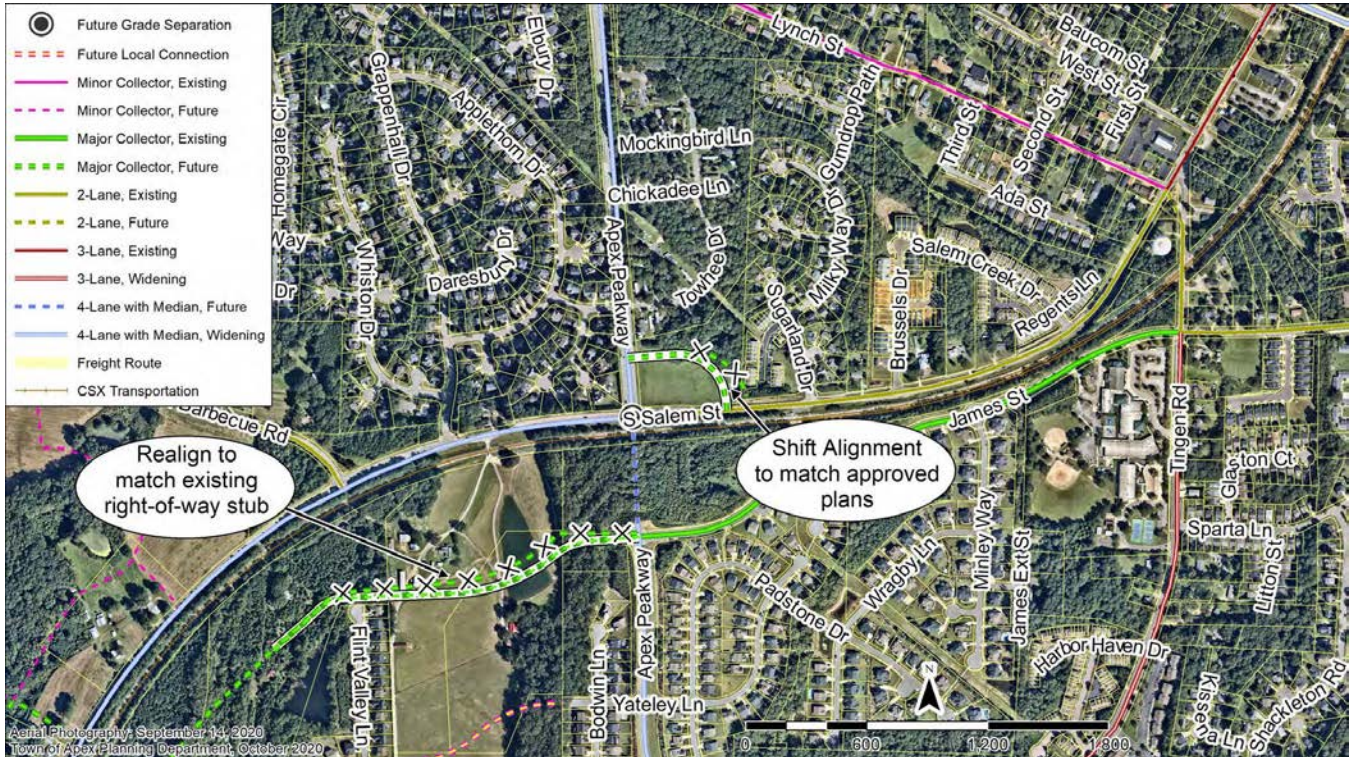 Future Grade Separation
Future Local Connection
Minor Collector, Existing
Minor Collector, Future
Major Collector, Existing
Major Collector, Future
2-Lane, Existing
2-Lane, Future
3-Lane, Existing
3-Lane, Widening
4-Lane with Median, Future
4-Lane with Median, Widening
Freight Route
CSX Transportation
Homegate Cir
Way
Dr
Grappenhall Dr
Applethorn Dr
Elbury Dr
Whiston Dr
Daresbury Dr
Apex Peakway
Mockingbird Ln
Chickadee Ln
Towhee Dr
Sugarland Dr
Milky Way Dr
Gumdrop Path
Lynch St
Third St
Second St
First St
West St
Baucom St
Ada St
Salem Creek Dr
Brussels Dr
Regents Ln
S Salem St
James St
Tingen Rd
Barbecue Rd
Realign to
match existing
right-of-way stub
Shift Alignment
to match approved
plans
Flint Valley Ln
Bodwin Ln
Apex Peakway
Yateley Ln
Padstone Dr
Wragby Ln
Minley Way
James Ext St
Harbor Haven Dr
Glaston Ct
Sparta Ln
Litton St
Kissena Ln
Shackleton Rd
N
0 600 1,200 1,800
Aerial Photography: September 14, 2020
Town of Apex Planning Department, October 2020